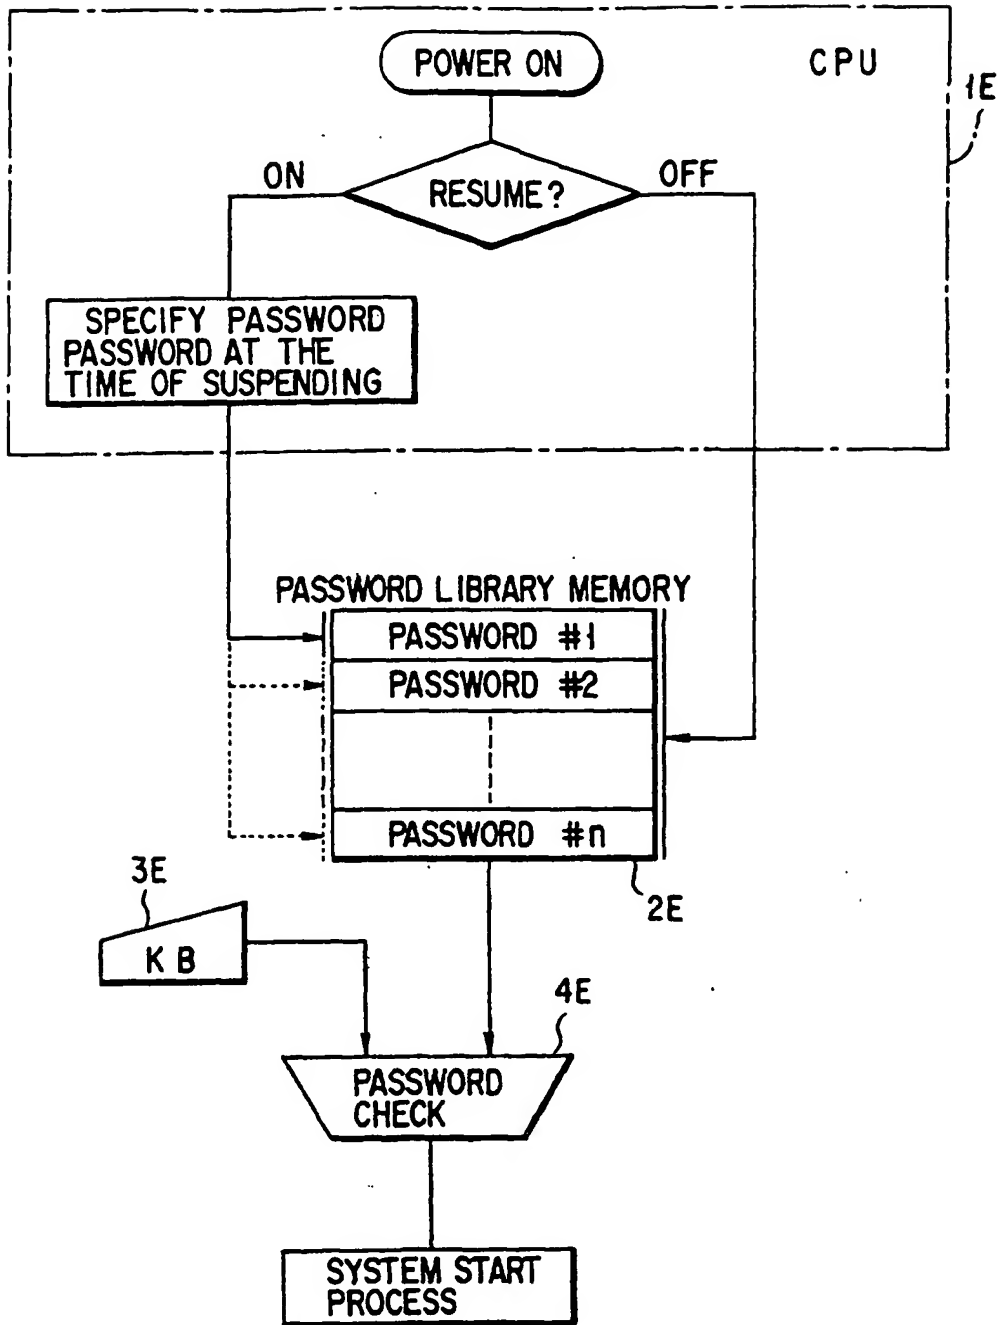 POWER ON
CPU
1E
ON
RESUME?
OFF
SPECIFY PASSWORD
PASSWORD AT THE
TIME OF SUSPENDING
PASSWORD LIBRARY MEMORY
PASSWORD #1
PASSWORD #2
PASSWORD #n
2E
3E
KB
4E
PASSWORD
CHECK
SYSTEM START
PROCESS